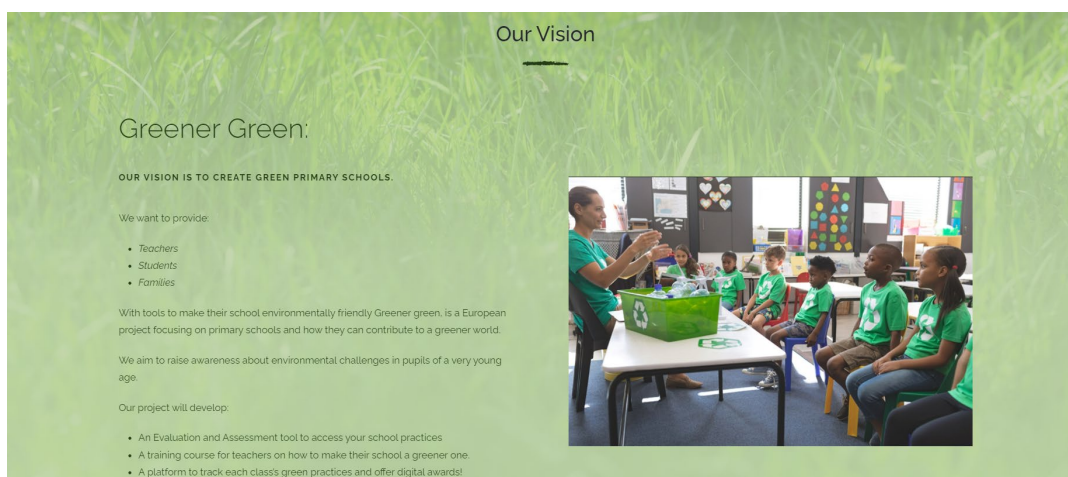 Our Vision
Greener Green:
OUR VISION IS TO CREATE GREEN PRIMARY SCHOOLS.
We want to provide:
• Teachers
• Students
• Families
With tools to make their school environmentally friendly Greener green, is a European
project focusing on primary schools and how they can contribute to a greener world.
We aim to raise awareness about environmental challenges in pupils of a very young
age.
Our project will develop:
• An Evaluation and Assessment tool to access your school practices
• A training course for teachers on how to make their school a greener one.
• A platform to track each class's green practices and offer digital awards!